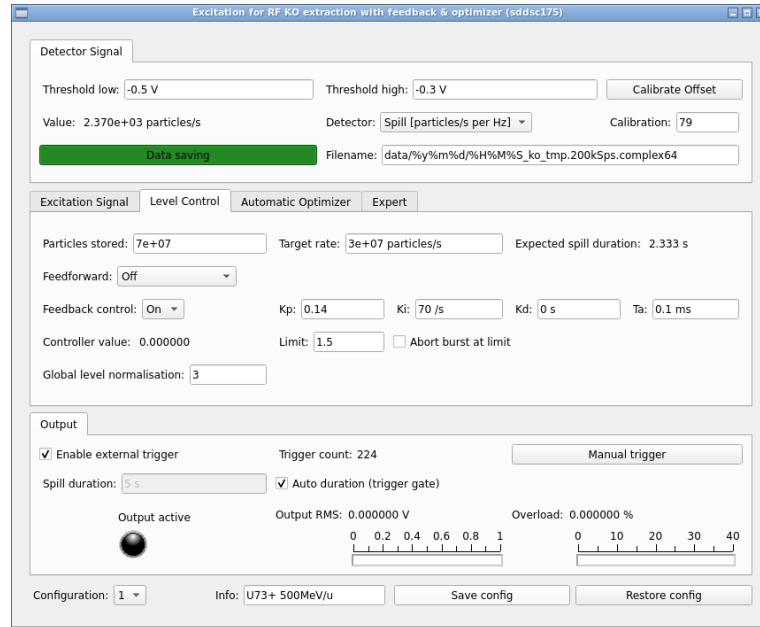 Excitation for RF KO extraction with feedback & optimizer (sddsc175)
Detector Signal
Threshold low: -0.5 V Threshold high: -0.3 V Calibrate Offset
Value: 2.370e+03 particles/s Detector: Spill [particles/s per Hz] Calibration: 79
Data saving Filename: data/%y%m%d/%H%M%S_ko_tmp.200kSps.complex64
Excitation Signal Level Control Automatic Optimizer Expert
Particles stored: 7e+07 Target rate: 3e+07 particles/s Expected spill duration: 2.333 s
Feedforward: Off
Feedback control: On Kp: 0.14 Ki: 70 /s Kd: 0 s Ta: 0.1 ms
Controller value: 0.000000 Limit: 1.5 Abort burst at limit
Global level normalisation: 3
Output
Enable external trigger Trigger count: 224 Manual trigger
Spill duration: 5 s Auto duration (trigger gate)
Output active Output RMS: 0.000000 V Overload: 0.000000 %
0 0.2 0.4 0.6 0.8 1 0 10 20 30 40
Configuration: 1 Info: U73+ 500MeV/u Save config Restore config